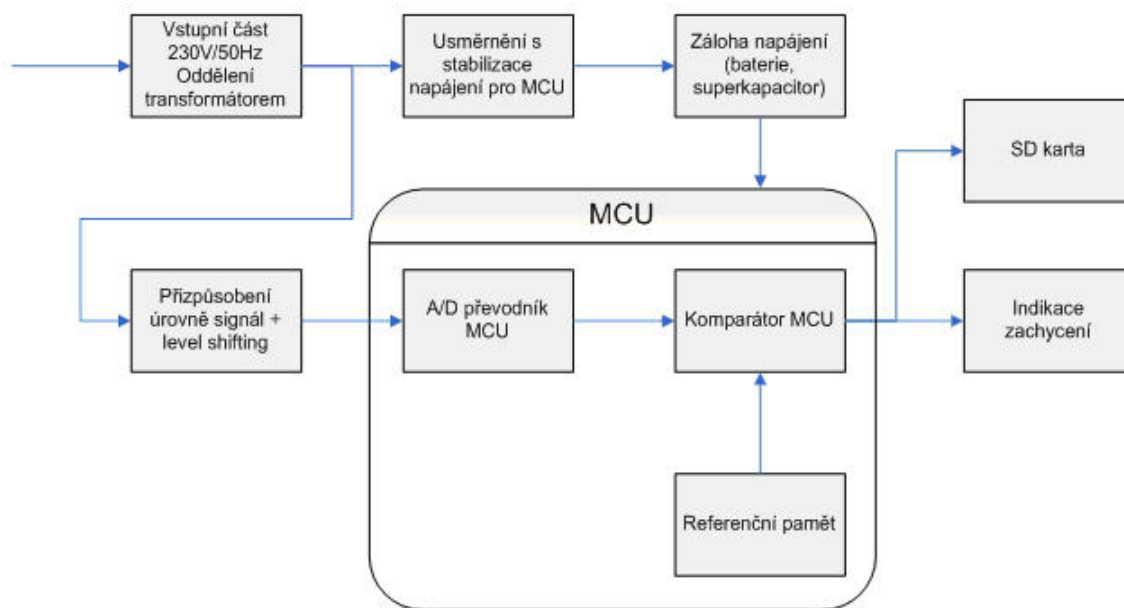 Vstupní část
230V/50Hz
Oddělení
transformátorem
Usměrnění s
stabilizace
napájení pro MCU
Záloha napájení
(baterie,
superkapacitor)
SD karta
MCU
Přizpůsobení
úrovně signál +
level shifting
A/D převodník
MCU
Komparátor MCU
Indikace
zachycení
Referenční pamět